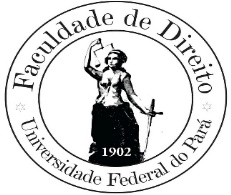 Faculdade de Direito
1902
Universidade Federal do Pará